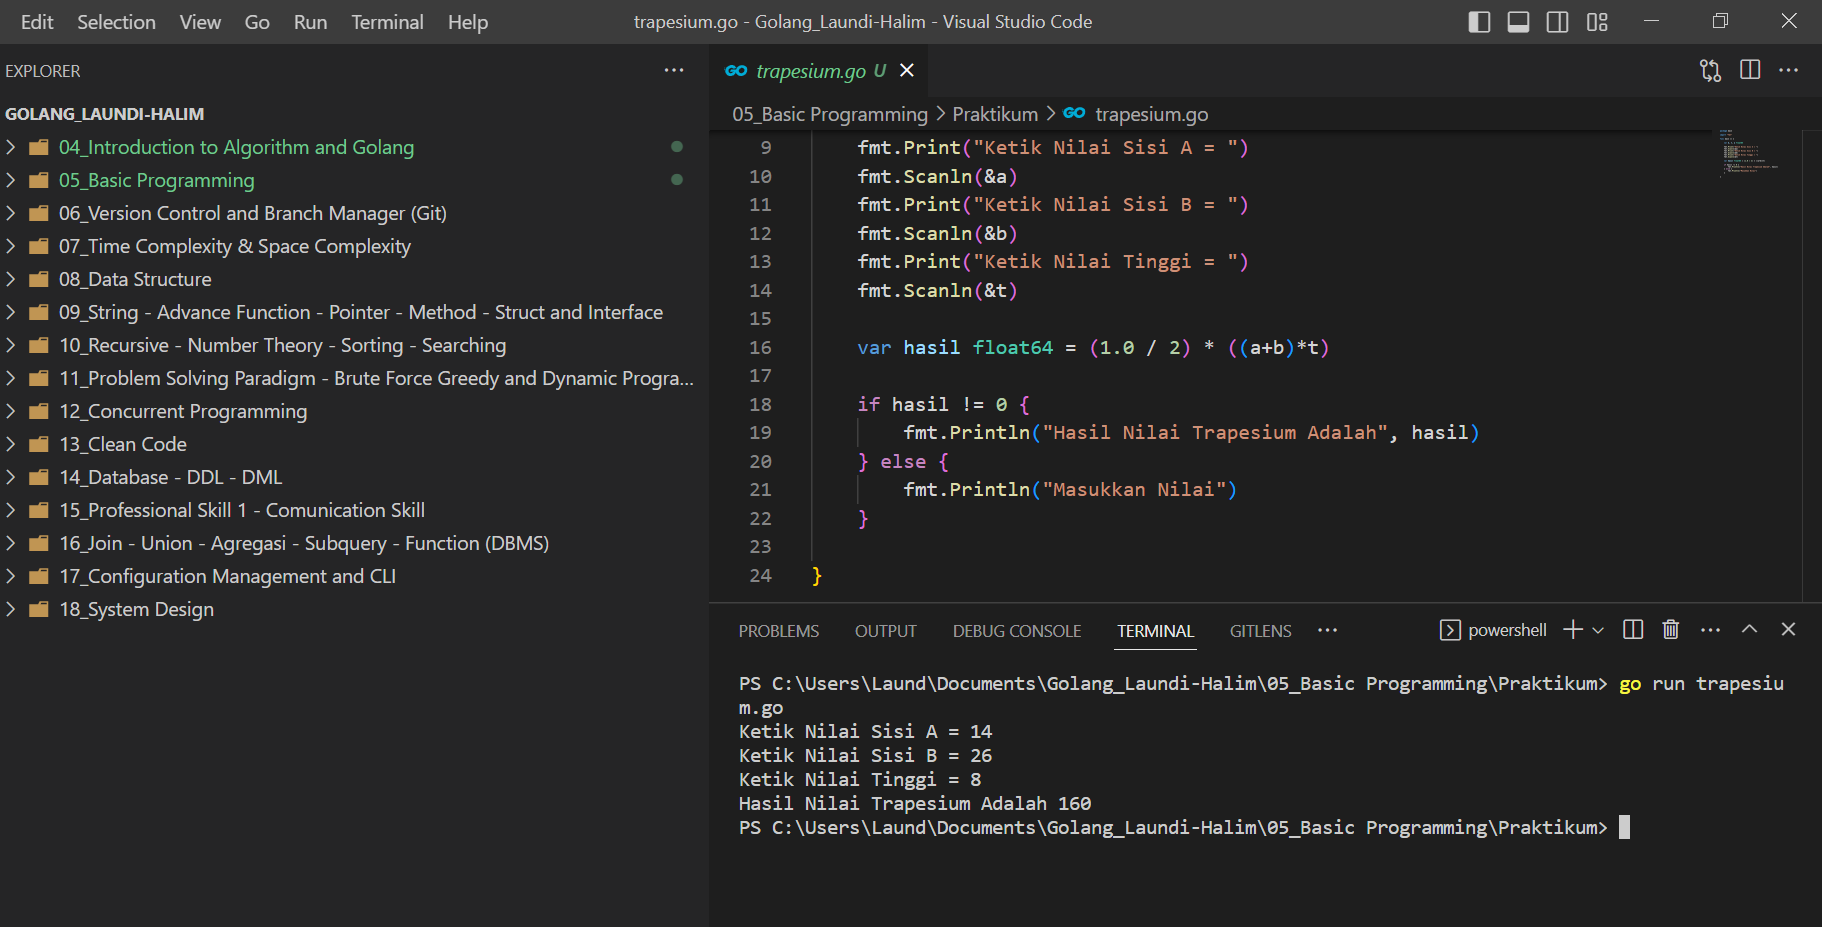 Edit Selection View Go Run Terminal Help trapesium.go - Golang_Laundi-Halim - Visual Studio Code
EXPLORER
GOLANG_LAUNDI-HALIM
04_Introduction to Algorithm and Golang
05_Basic Programming
06_Version Control and Branch Manager (Git)
07_Time Complexity & Space Complexity
08_Data Structure
09_String - Advance Function - Pointer - Method - Struct and Interface
10_Recursive - Number Theory - Sorting - Searching
11_Problem Solving Paradigm - Brute Force Greedy and Dynamic Progra...
12_Concurrent Programming
13_Clean Code
14_Database - DDL - DML
15_Professional Skill 1 - Comunication Skill
16_Join - Union - Agregasi - Subquery - Function (DBMS)
17_Configuration Management and CLI
18_System Design
GO trapesium.go U
05_Basic Programming > Praktikum > GO trapesium.go
9 fmt.Print("Ketik Nilai Sisi A = ")
10 fmt.Scanln(&a)
11 fmt.Print("Ketik Nilai Sisi B = ")
12 fmt.Scanln(&b)
13 fmt.Print("Ketik Nilai Tinggi = ")
14 fmt.Scanln(&t)
15
16 var hasil float64 = (1.0 / 2) * ((a+b)*t)
17
18 if hasil != 0 {
19 fmt.Println("Hasil Nilai Trapesium Adalah", hasil)
20 } else {
21 fmt.Println("Masukkan Nilai")
22 }
23
24 }
PROBLEMS OUTPUT DEBUG CONSOLE TERMINAL GITLENS ... powershell
PS C:\Users\Laund\Documents\Golang_Laundi-Halim\05_Basic Programming\Praktikum> go run trapesiu
m.go
Ketik Nilai Sisi A = 14
Ketik Nilai Sisi B = 26
Ketik Nilai Tinggi = 8
Hasil Nilai Trapesium Adalah 160
PS C:\Users\Laund\Documents\Golang_Laundi-Halim\05_Basic Programming\Praktikum>